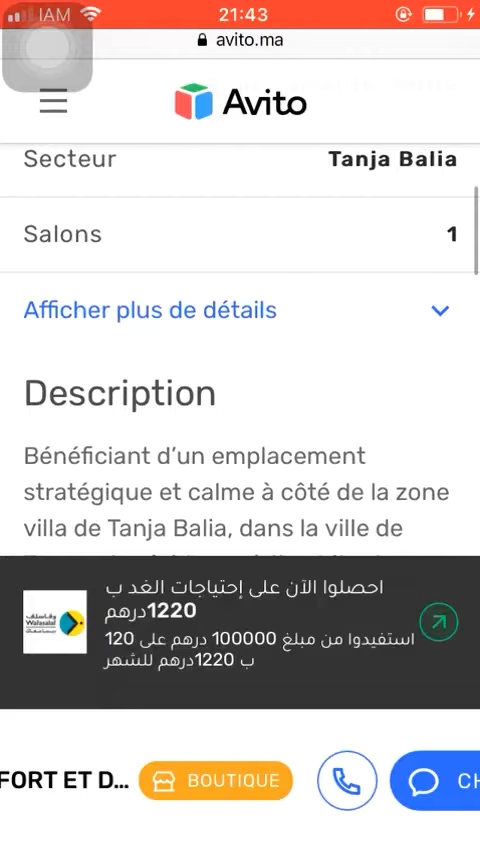 IAM
21:43
avito.ma
Avito
Secteur
Tanja Balia
Salons
1
Afficher plus de détails
Description
Bénéficiant d’un emplacement
stratégique et calme à côté de la zone
villa de Tanja Balia, dans la ville de
احصلوا الآن على إحتياجات الغد ب
1220درهم
استفيدوا من مبلغ 100000 درهم على 120
ب 1220درهم للشهر
وفاسلف
Wafasalaf
FORT ET D...
BOUTIQUE
CH